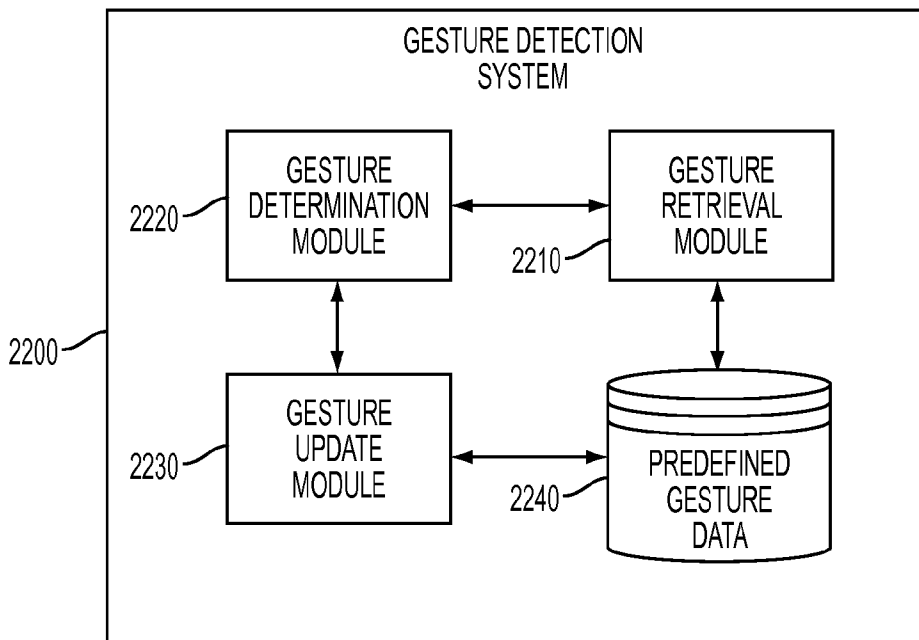 GESTURE DETECTION
SYSTEM
GESTURE
DETERMINATION
MODULE
2220
GESTURE
RETRIEVAL
MODULE
2210
2200
GESTURE
UPDATE
MODULE
2230
PREDEFINED
GESTURE
DATA
2240